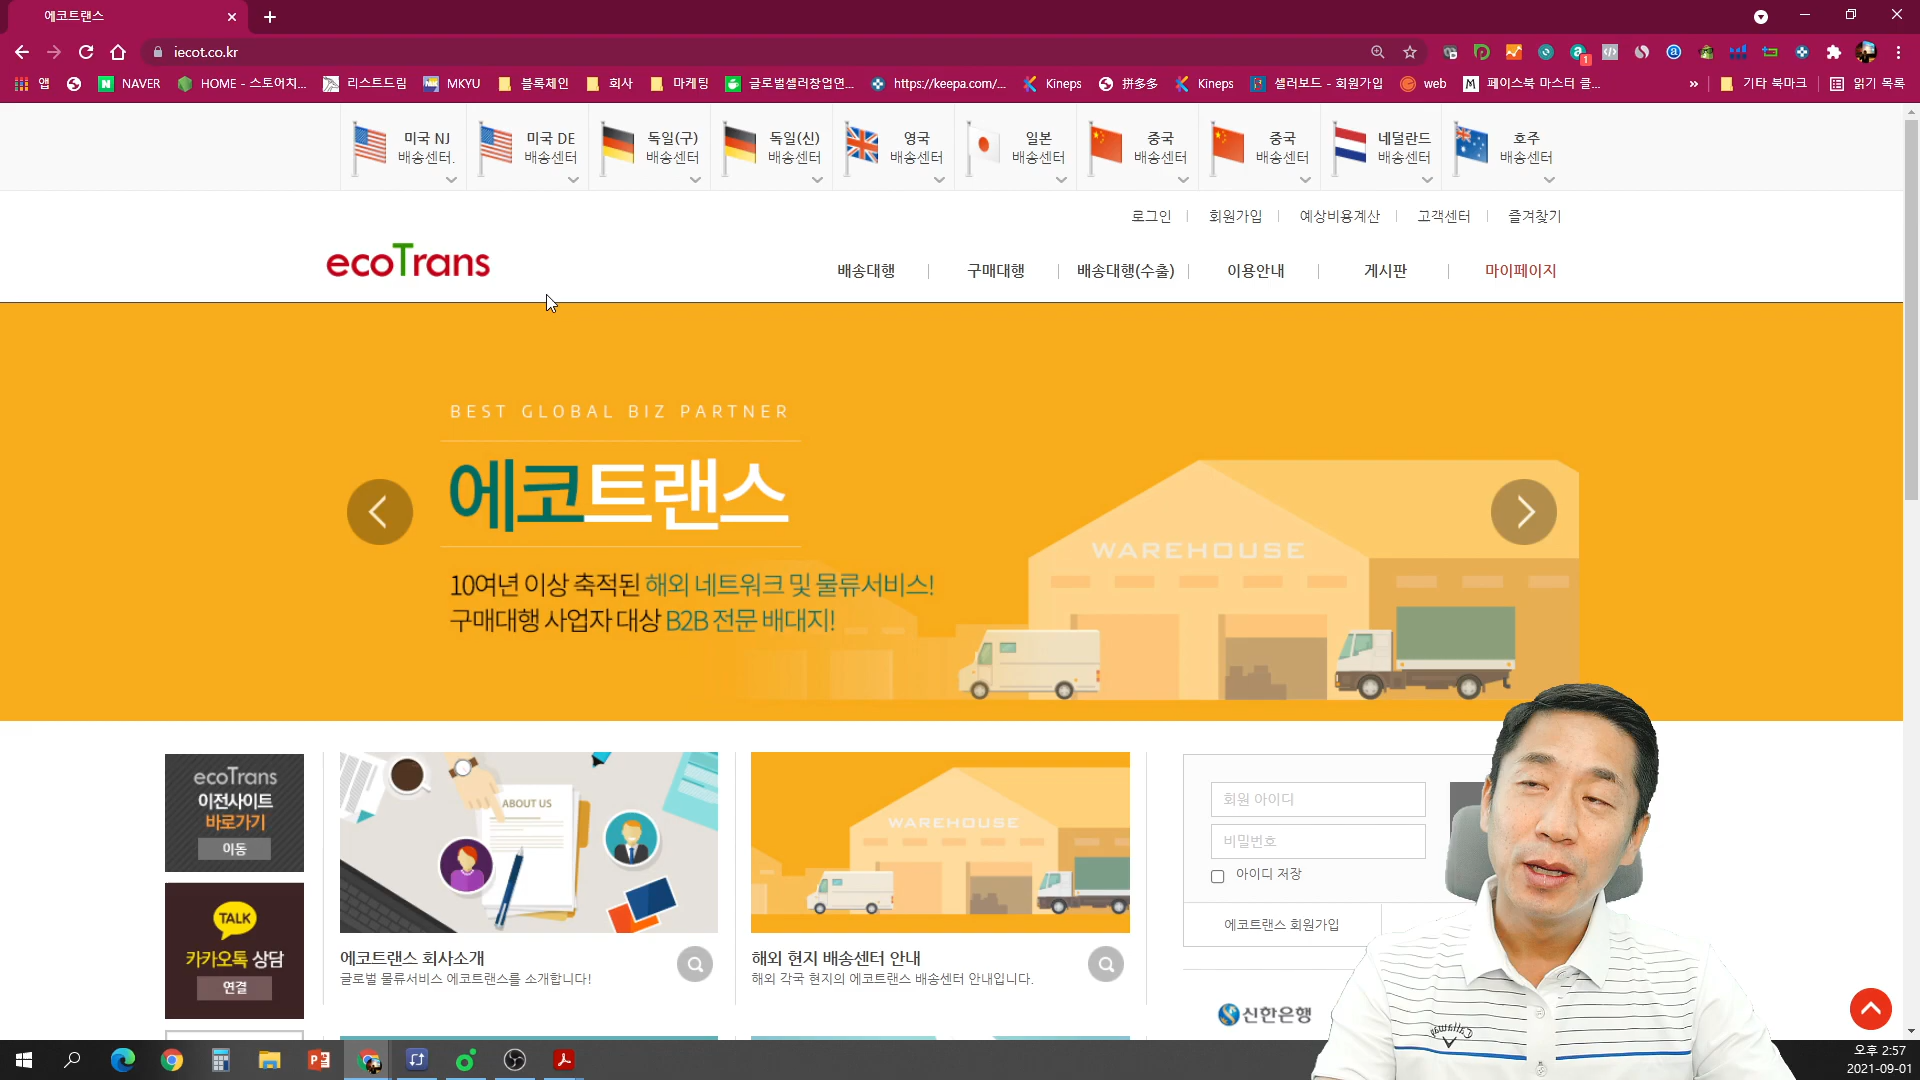 에코트랜스
iecot.co.kr
앱
NAVER
HOME - 스토어치...
리스트드림
MKYU
블록체인
회사
마케팅
글로벌셀러창업연...
https://keepa.com/...
Kineps
拼多多
Kineps
셀러보드 - 회원가입
web
페이스북 마스터 클...
»
기타 북마크
읽기 목록
미국 NJ
배송센터.
미국 DE
배송센터
독일(구)
배송센터
독일(신)
배송센터
영국
배송센터
일본
배송센터
중국
배송센터
중국
배송센터
네덜란드
배송센터
호주
배송센터
로그인
회원가입
예상비용계산
고객센터
즐겨찾기
ecoTrans
배송대행
구매대행
배송대행(수출)
이용안내
게시판
마이페이지
BEST GLOBAL BIZ PARTNER
에코트랜스
10여년 이상 축적된 해외 네트워크 및 물류서비스!
구매대행 사업자 대상 B2B 전문 배대지!
WAREHOUSE
ecoTrans
이전사이트
바로가기
이동
TALK
카카오톡 상담
연결
ABOUT US
에코트랜스 회사소개
글로벌 물류서비스 에코트랜스를 소개합니다!
WAREHOUSE
해외 현지 배송센터 안내
해외 각국 현지의 에코트랜스 배송센터 안내입니다.
회원 아이디
비밀번호
아이디 저장
에코트랜스 회원가입
신한은행
Callaway
오후 2:57
2021-09-01